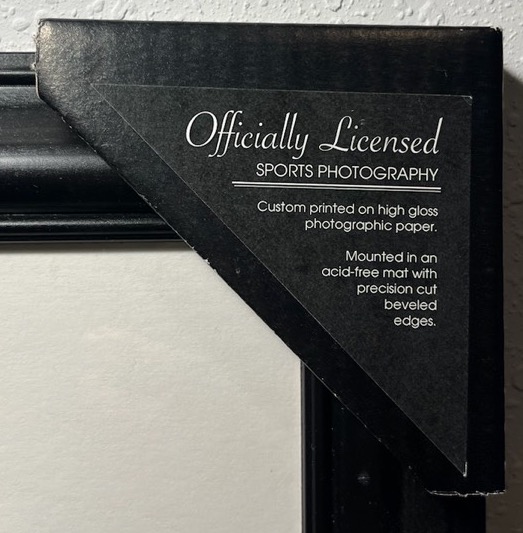 Officially Licensed
SPORTS PHOTOGRAPHY
Custom printed on high gloss
photographic paper.
Mounted in an
acid-free mat with
precision cut
beveled
edges.